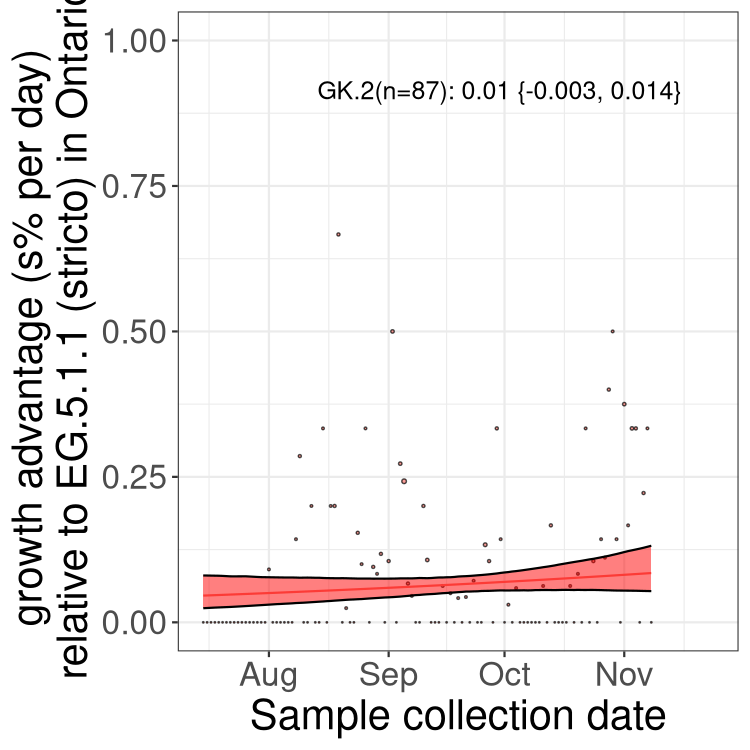 growth advantage (s% per day)
relative to EG.5.1.1 (stricto) in Ontario
1.00
0.75
0.50
0.25
0.00
GK.2(n=87): 0.01 {-0.003, 0.014}
Aug Sep Oct Nov
Sample collection date